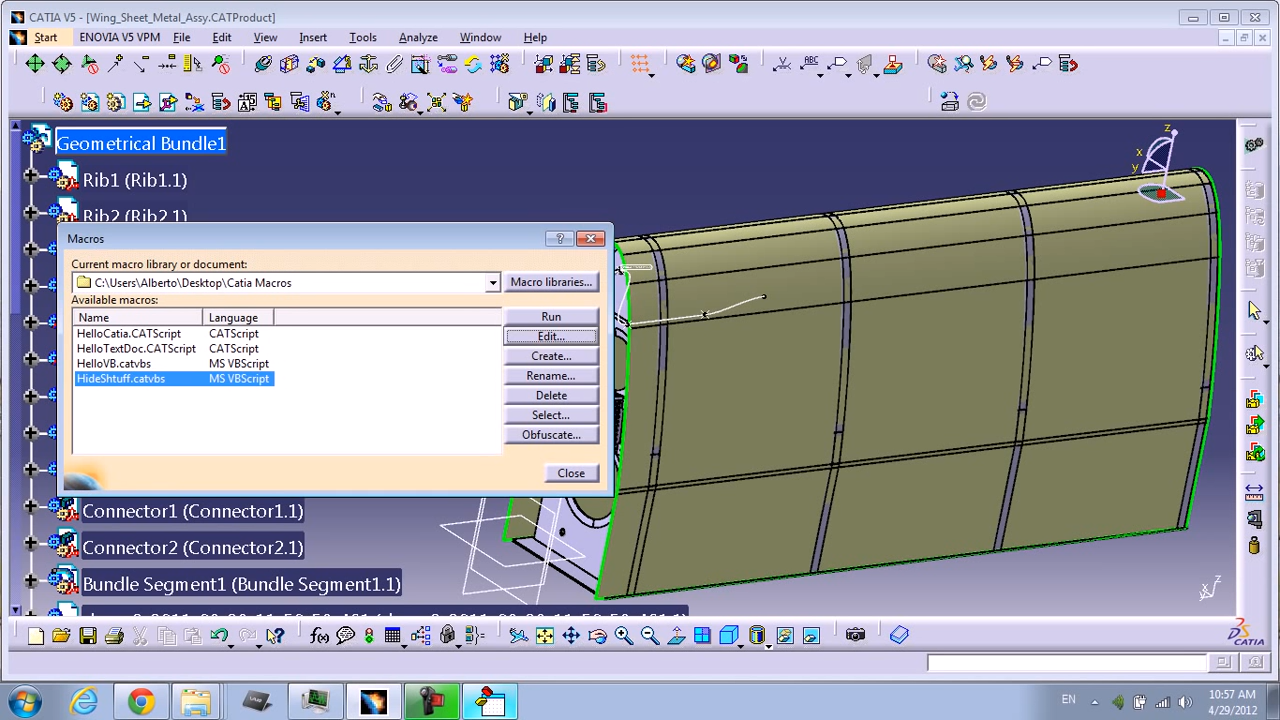 CATIA V5 - [Wing_Sheet_Metal_Assy.CATProduct]
Start ENOVIA V5 VPM File Edit View Insert Tools Analyze Window Help
Geometrical Bundle1
Rib1 (Rib1.1)
Rib2 (Rib2.1)
Macros
Current macro library or document:
C:\Users\Alberto\Desktop\Catia Macros
Macro libraries...
Available macros:
Name Language
HelloCatia.CATScript CATScript
HelloTextDoc.CATScript CATScript
HelloVB.catvbs MS VBScript
HideShtuff.catvbs MS VBScript
Run
Edit...
Create...
Rename...
Delete
Select...
Obfuscate...
Close
Connector1 (Connector1.1)
Connector2 (Connector2.1)
Bundle Segment1 (Bundle Segment1.1)
z
x
y
z
x
ABC
f(x)
CATIA
EN
10:57 AM
4/29/2012